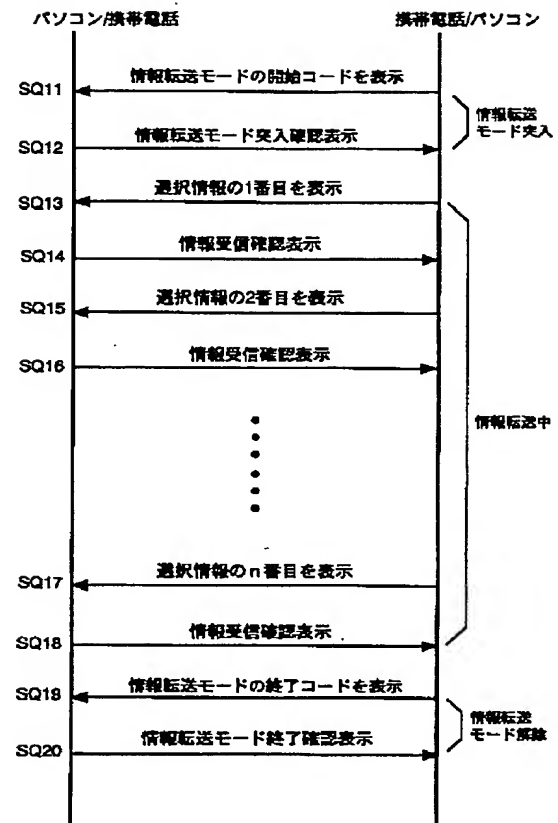 パソコン/携帯電話
携帯電話/パソコン
SQ11
情報転送モードの開始コードを表示
SQ12
情報転送モード突入確認表示
情報転送
モード突入
SQ13
選択情報の1番目を表示
SQ14
情報受信確認表示
SQ15
選択情報の2番目を表示
SQ16
情報受信確認表示
情報転送中
SQ17
選択情報のn番目を表示
SQ18
情報受信確認表示
SQ19
情報転送モードの終了コードを表示
SQ20
情報転送モード終了確認表示
情報転送
モード解除